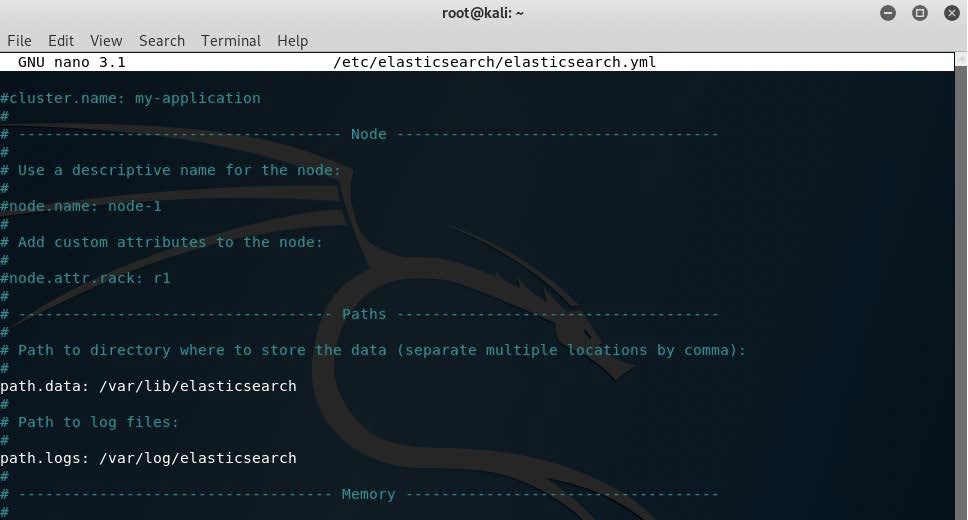 root@kali: ~
File Edit View Search Terminal Help
GNU nano 3.1 /etc/elasticsearch/elasticsearch.yml
#cluster.name: my-application
#
# ------------------------------------ Node ------------------------------------
#
# Use a descriptive name for the node:
#
#node.name: node-1
#
# Add custom attributes to the node:
#
#node.attr.rack: r1
#
# ----------------------------------- Paths ------------------------------------
#
# Path to directory where to store the data (separate multiple locations by comma):
#
path.data: /var/lib/elasticsearch
#
# Path to log files:
#
path.logs: /var/log/elasticsearch
#
# ----------------------------------- Memory -----------------------------------
#